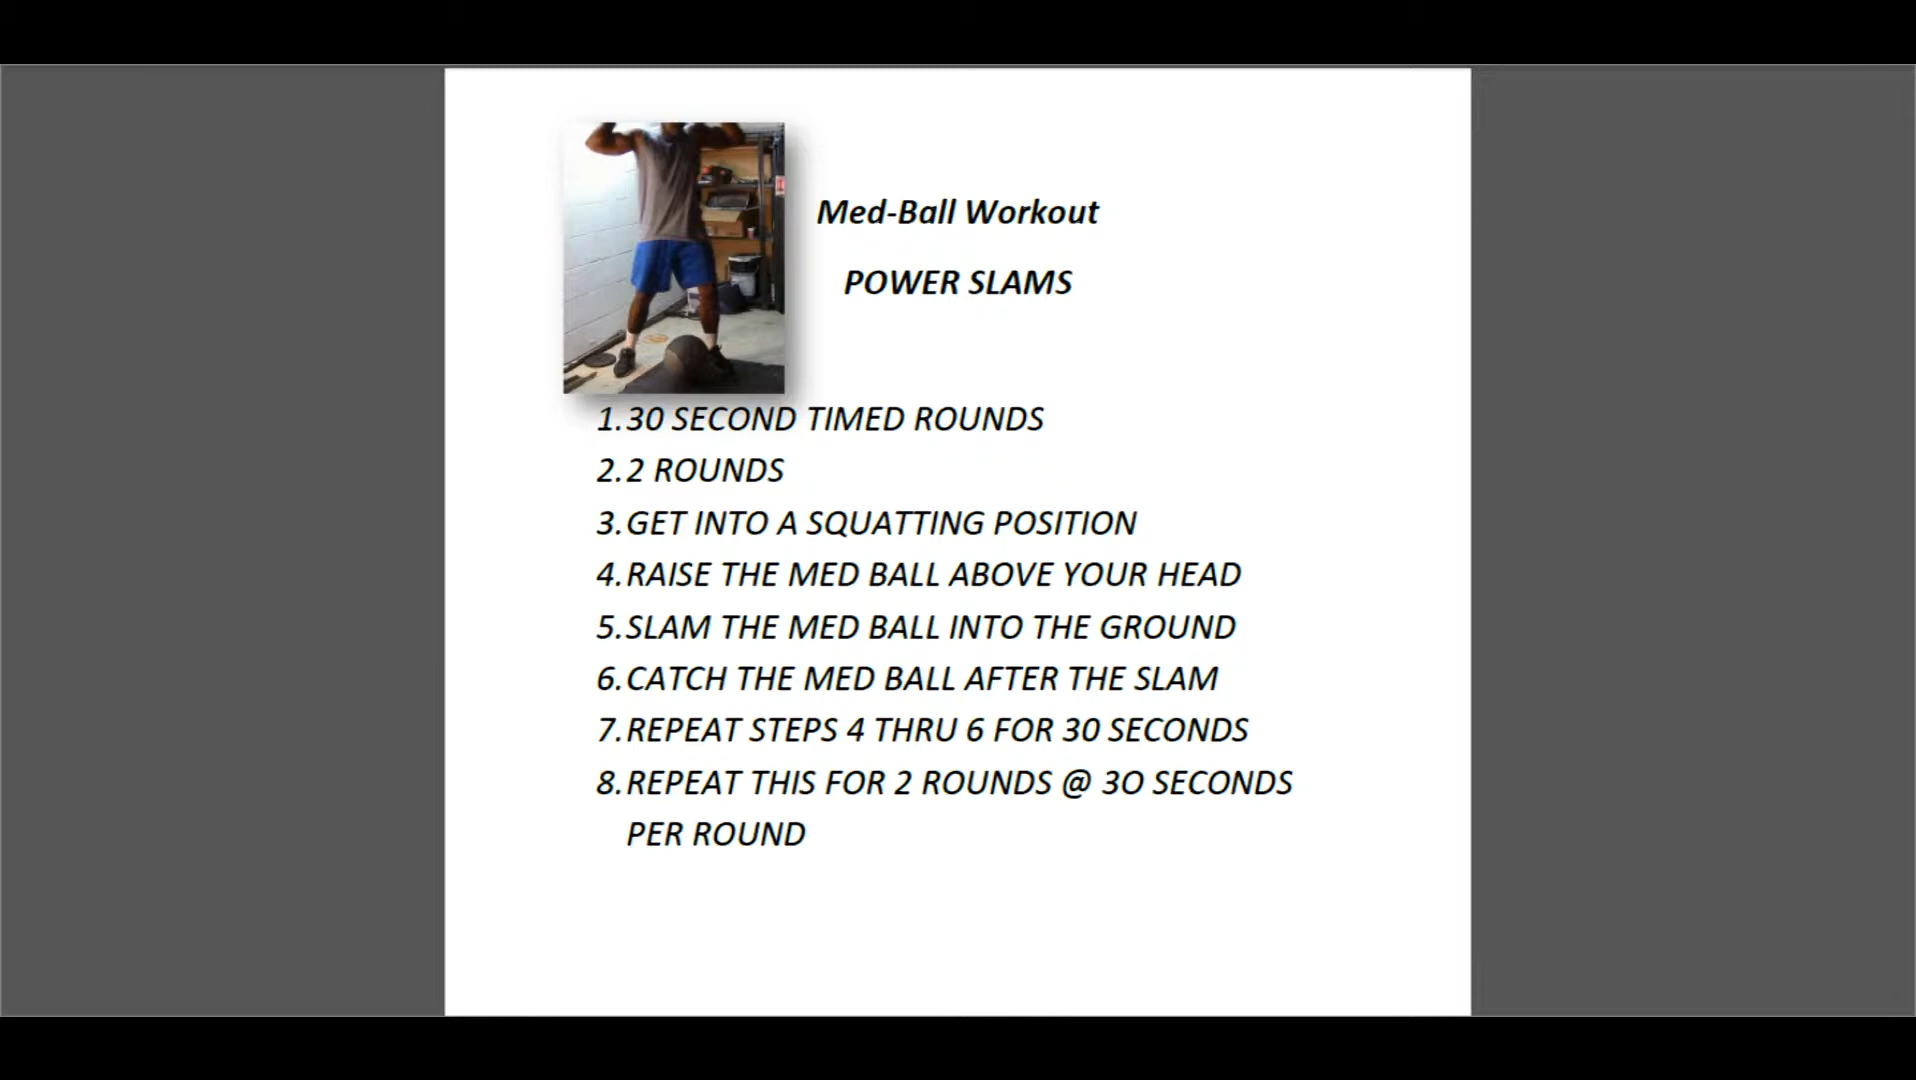 Med-Ball Workout
POWER SLAMS
1.30 SECOND TIMED ROUNDS
2.2 ROUNDS
3.GET INTO A SQUATTING POSITION
4.RAISE THE MED BALL ABOVE YOUR HEAD
5.SLAM THE MED BALL INTO THE GROUND
6.CATCH THE MED BALL AFTER THE SLAM
7.REPEAT STEPS 4 THRU 6 FOR 30 SECONDS
8.REPEAT THIS FOR 2 ROUNDS @ 3O SECONDS
PER ROUND